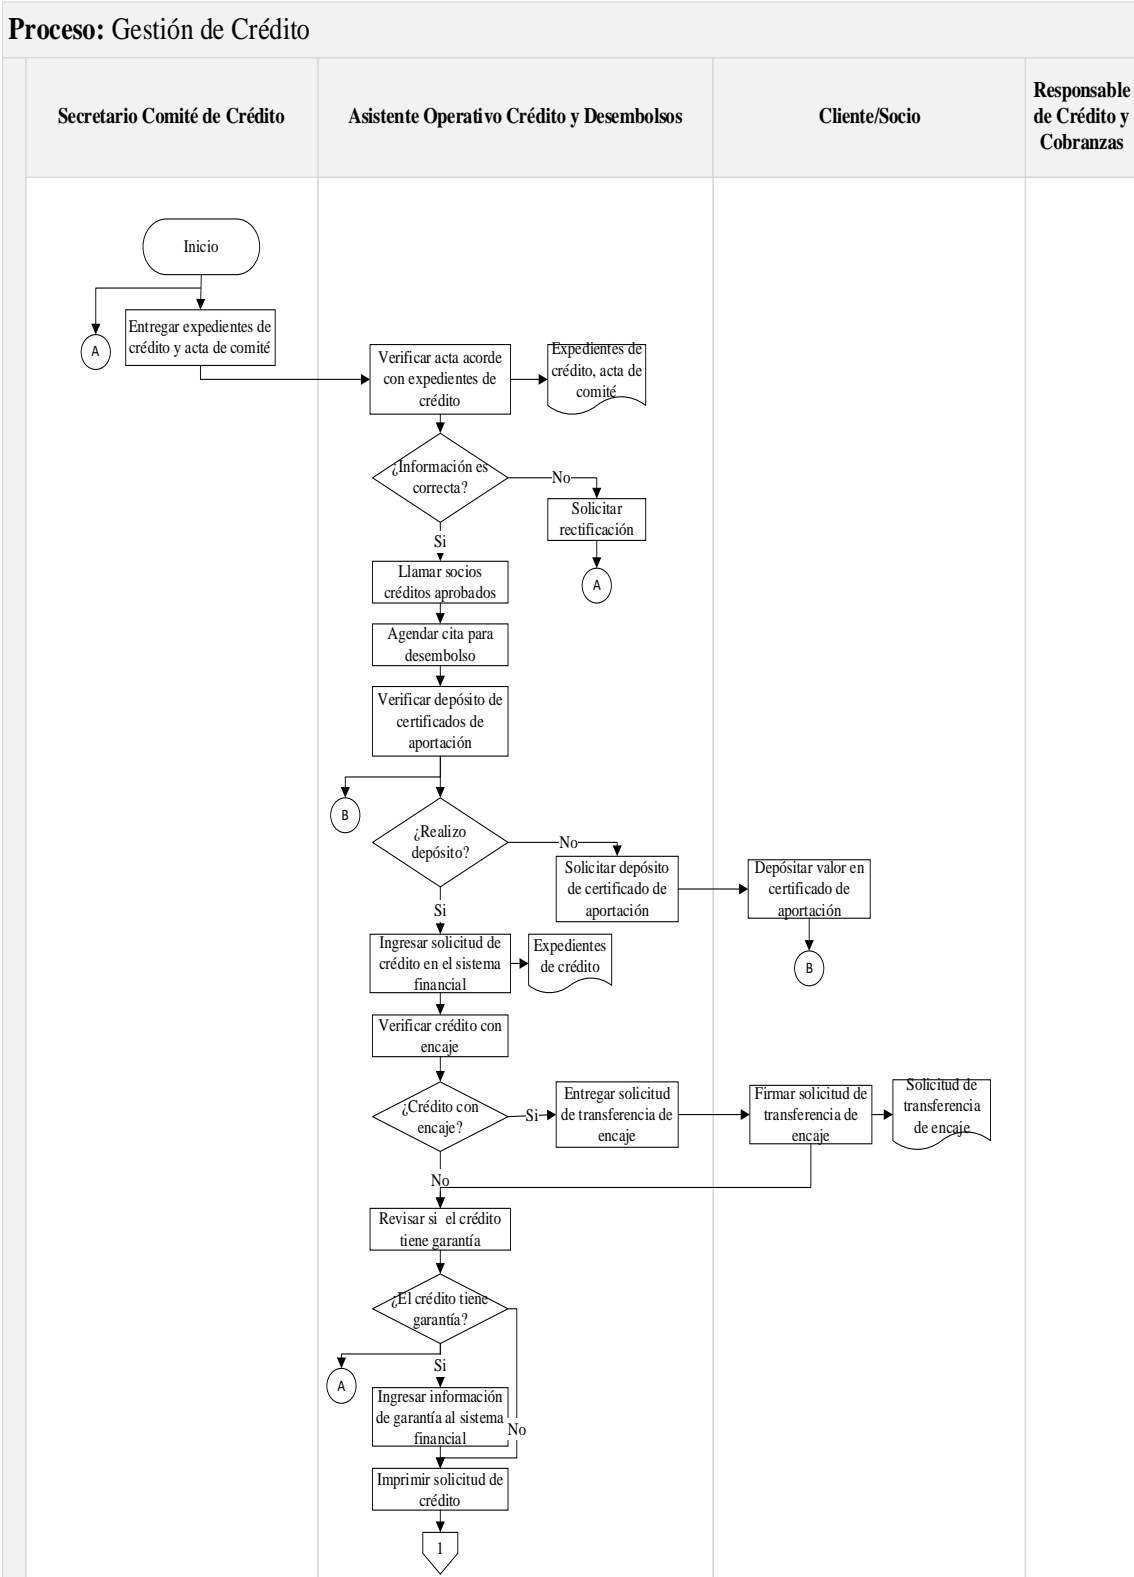 Proceso: Gestión de Crédito
Secretario Comité de Crédito
Asistente Operativo Crédito y Desembolsos
Cliente/Socio
Responsable
de Crédito y
Cobranzas
Inicio
A
Entregar expedientes de
crédito y acta de comité
Verificar acta acorde
con expedientes de
crédito
Expedientes de
crédito, acta de
comité
¿Información es
correcta?
No
Solicitar
rectificación
A
Si
Llamar socios
créditos aprobados
Agendar cita para
desembolso
Verificar depósito de
certificados de
aportación
B
¿Realizo
depósito?
No
Solicitar depósito
de certificado de
aportación
Depósitar valor en
certificado de
aportación
B
Si
Ingresar solicitud de
crédito en el sistema
financial
Expedientes
de crédito
Verificar crédito con
encaje
¿Crédito con
encaje?
Si
Entregar solicitud
de transferencia de
encaje
Firmar solicitud de
transferencia de
encaje
Solicitud de
transferencia
de encaje
No
Revisar si el crédito
tiene garantía
¿El crédito tiene
garantía?
A
Si
Ingresar información
de garantía al sistema
financial
No
Imprimir solicitud de
crédito
1